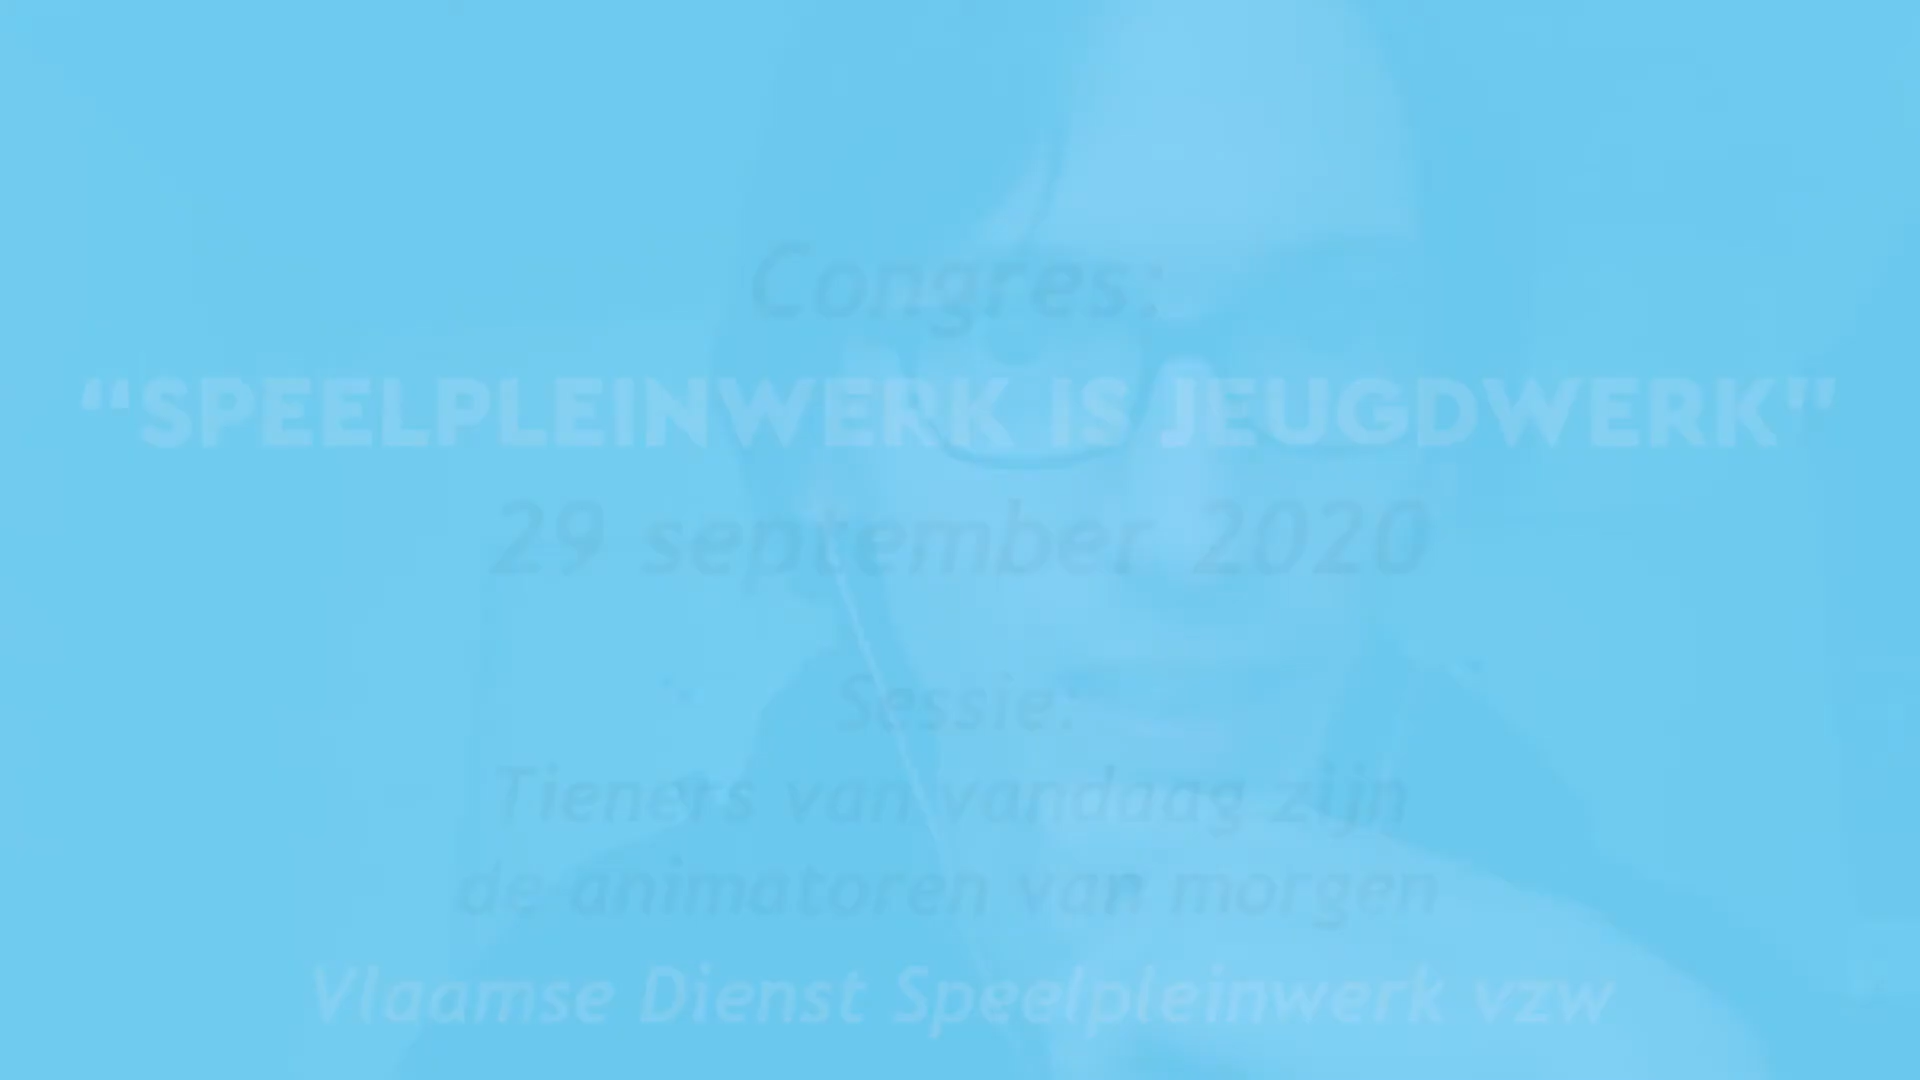 Congres:
“SPEELPLEINWERK IS JEUGDWERK”
29 september 2020
Sessie:
Tieners van vandaag zijn
de animatoren van morgen
Vlaamse Dienst Speelpleinwerk vzw